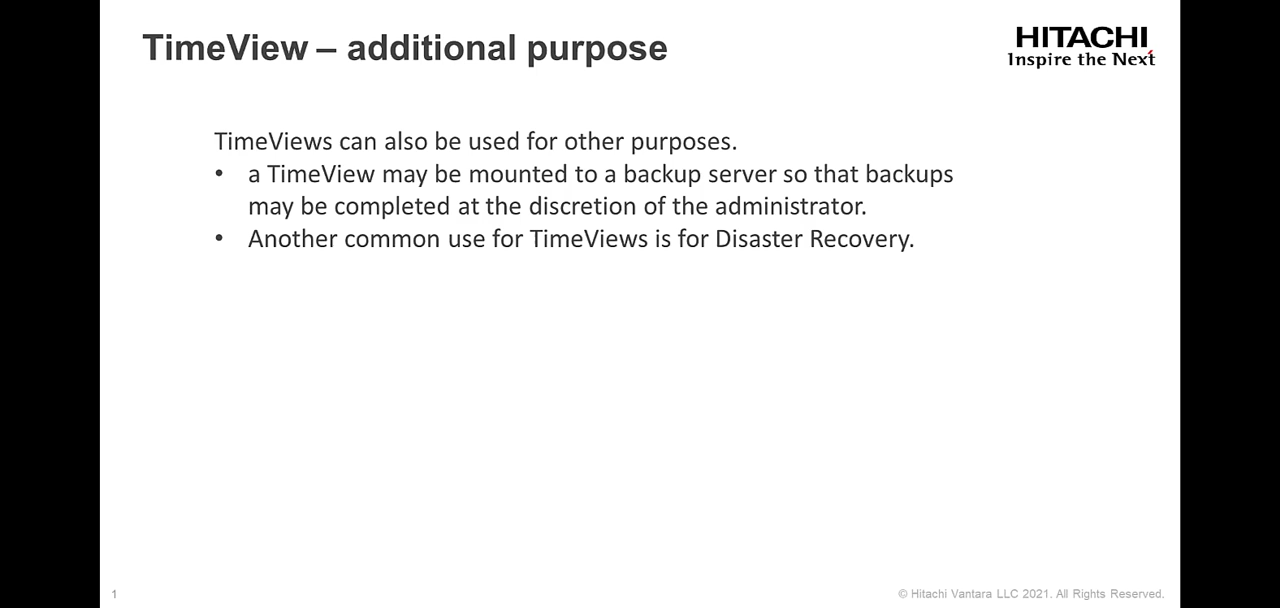 TimeView – additional purpose
HITACHI
Inspire the Next
TimeViews can also be used for other purposes.
• a TimeView may be mounted to a backup server so that backups
may be completed at the discretion of the administrator.
• Another common use for TimeViews is for Disaster Recovery.
1
© Hitachi Vantara LLC 2021. All Rights Reserved.